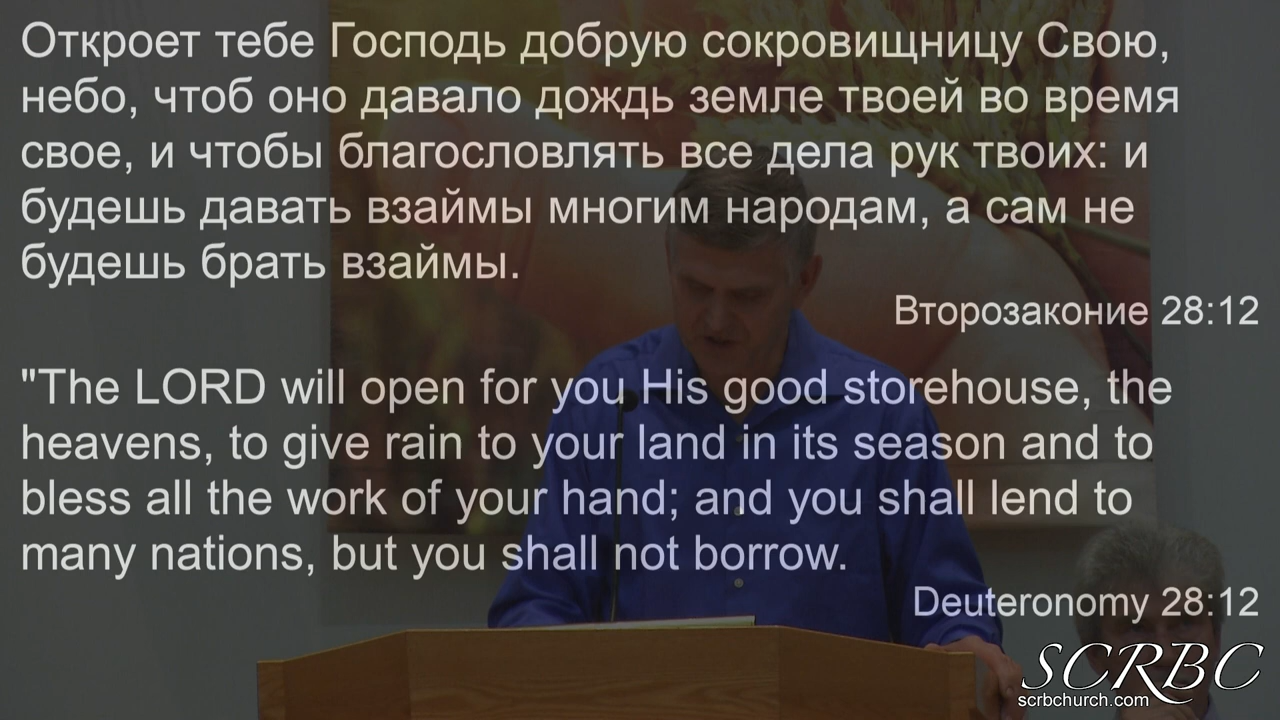 Откроет тебе Господь добрую сокровищницу Свою,
небо, чтоб оно давало дождь земле твоей во время
свое, и чтобы благословлять все дела рук твоих: и
будешь давать взаймы многим народам, а сам не
будешь брать взаймы.
Второзаконие 28:12
"The LORD will open for you His good storehouse, the
heavens, to give rain to your land in its season and to
bless all the work of your hand; and you shall lend to
many nations, but you shall not borrow.
Deuteronomy 28:12
SCRBC
scrbchurch.com